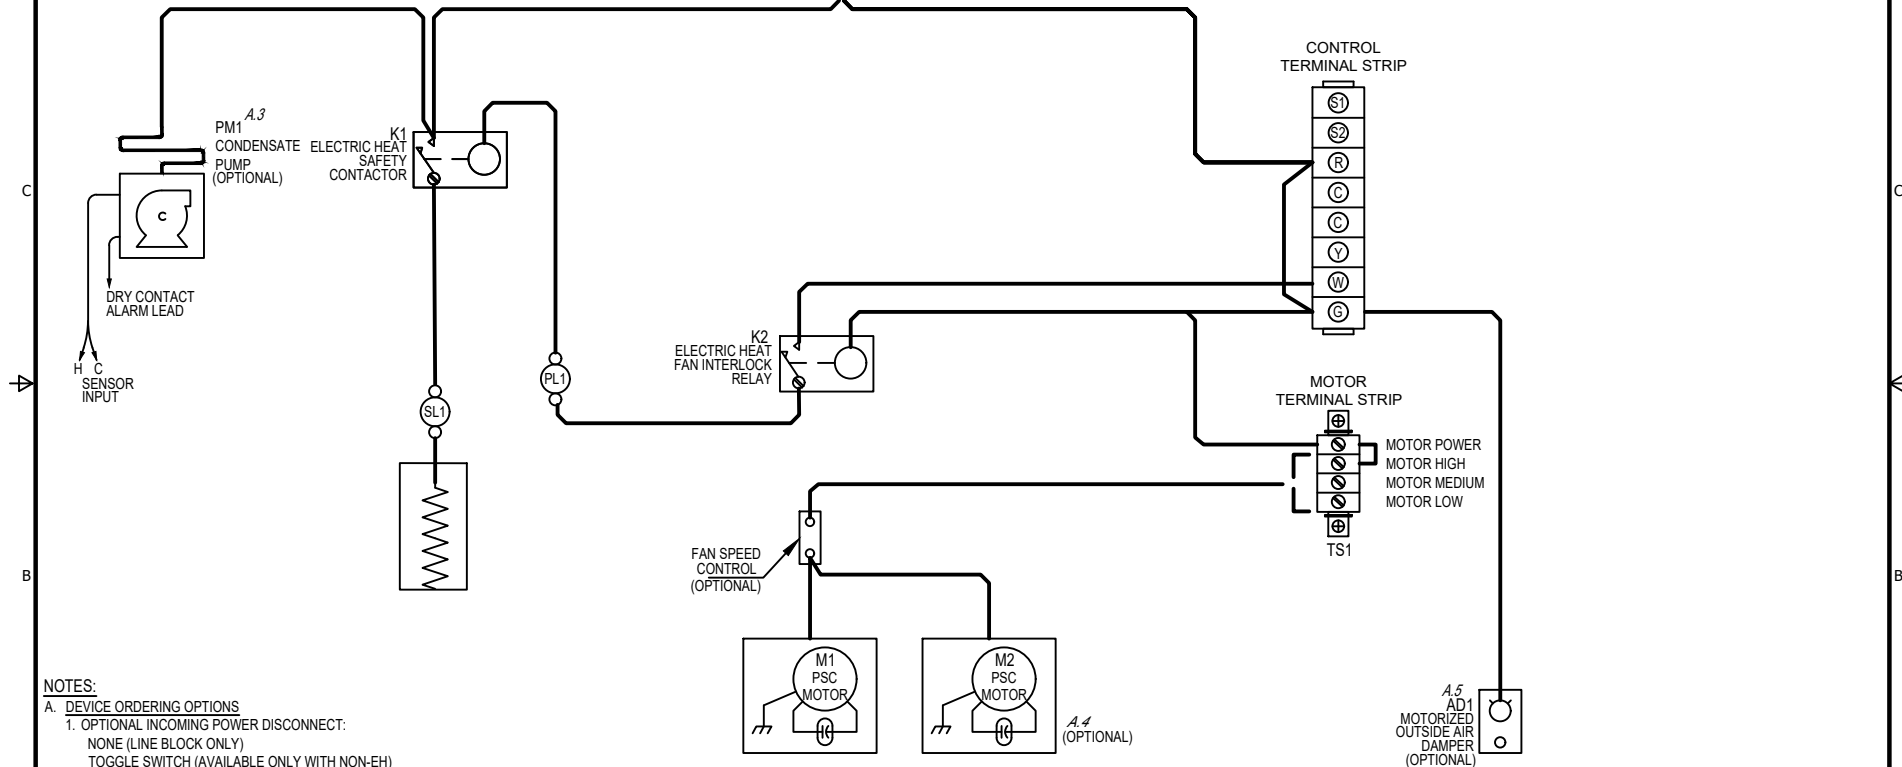 CONTROL
TERMINAL STRIP
S1
S2
R
C
C
Y
W
G
A.3
PM1
CONDENSATE
PUMP
(OPTIONAL)
K1
ELECTRIC HEAT
SAFETY
CONTACTOR
C
C
C
DRY CONTACT
ALARM LEAD
H C
SENSOR
INPUT
K2
ELECTRIC HEAT
FAN INTERLOCK
RELAY
PL1
SL1
MOTOR
TERMINAL STRIP
MOTOR POWER
MOTOR HIGH
MOTOR MEDIUM
MOTOR LOW
TS1
FAN SPEED
CONTROL
(OPTIONAL)
B
B
M1
PSC
MOTOR
M2
PSC
MOTOR
A.4
(OPTIONAL)
A.5
AD1
MOTORIZED
OUTSIDE AIR
DAMPER
(OPTIONAL)
NOTES:
A. DEVICE ORDERING OPTIONS
1. OPTIONAL INCOMING POWER DISCONNECT:
NONE (LINE BLOCK ONLY)
TOGGLE SWITCH (AVAILABLE ONLY WITH NON-EH)